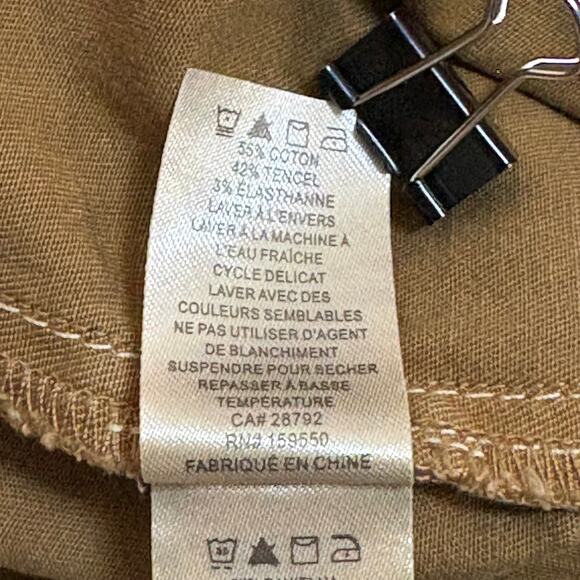 55% COTON
42% TENCEL
3% ÉLASTHANNE
LAVER À L'ENVERS
LAVER À LA MACHINE À
L'EAU FRAÎCHE
CYCLE DÉLICAT
LAVER AVEC DES
COULEURS SEMBLABLES
NE PAS UTILISER D'AGENT
DE BLANCHIMENT
SUSPENDRE POUR SÉCHER
REPASSER À BASSE
TEMPÉRATURE
CA# 28792
RN# 159550
FABRIQUÉ EN CHINE